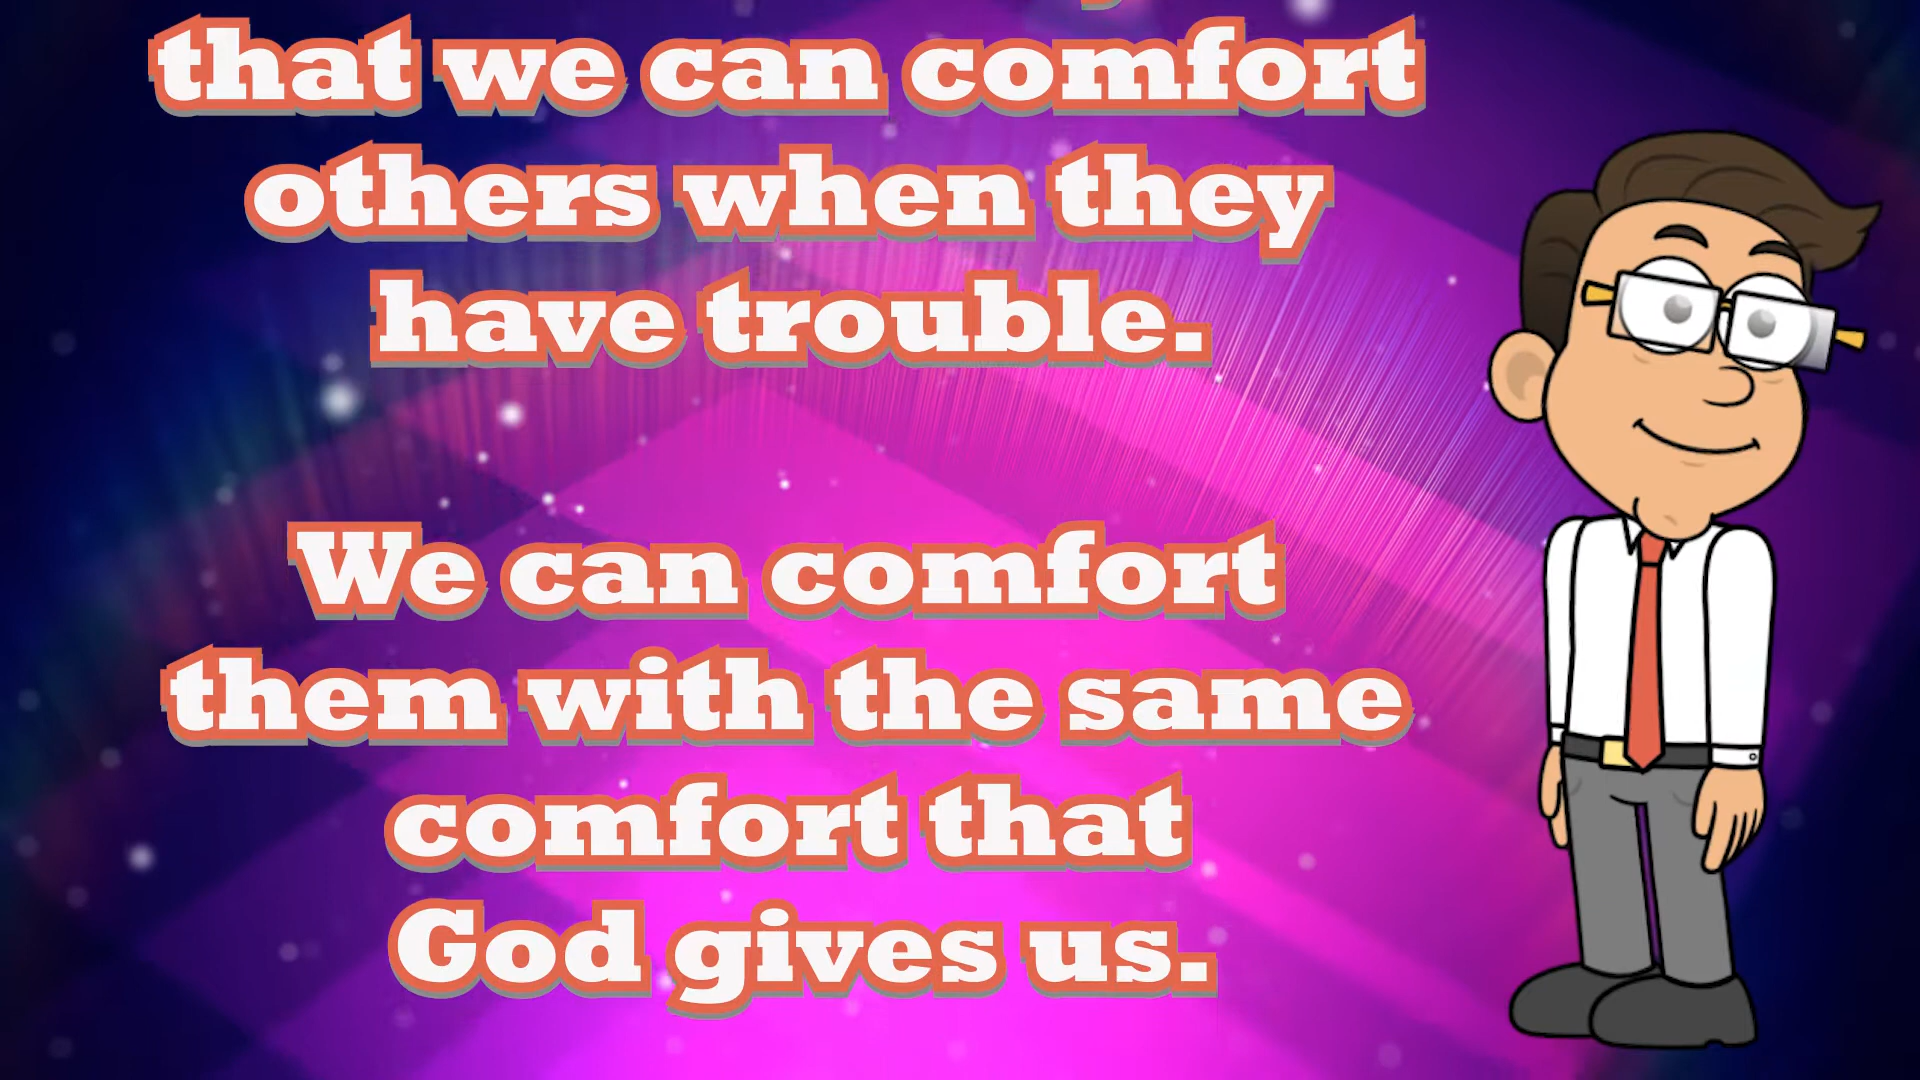 that we can comfort
others when they
have trouble.
We can comfort
them with the same
comfort that
God gives us.